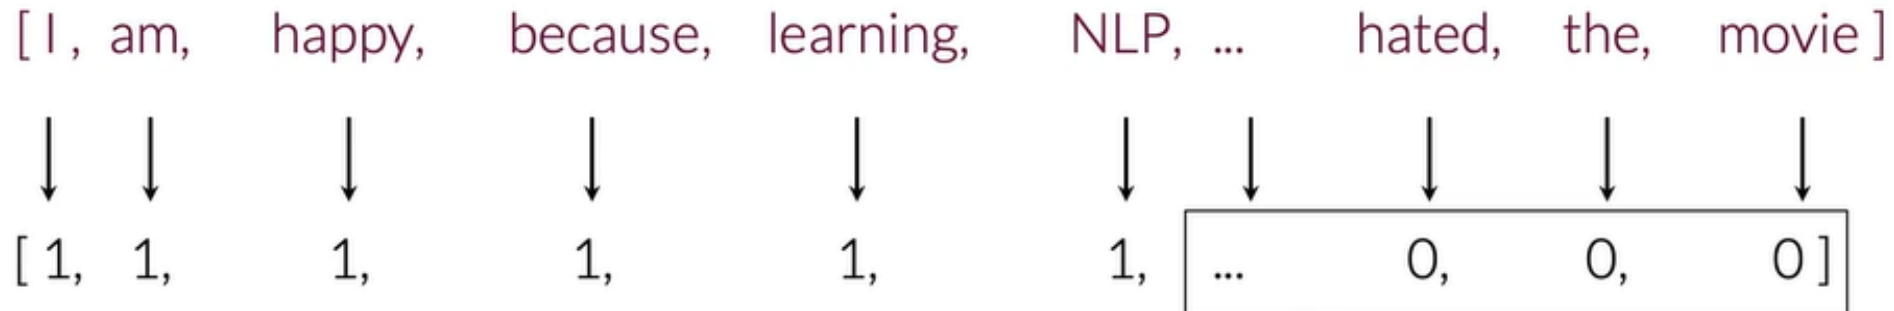 [ I , am, happy, because, learning, NLP, ... hated, the, movie ]
[ 1, 1, 1, 1, 1, 1, ... 0, 0, 0 ]